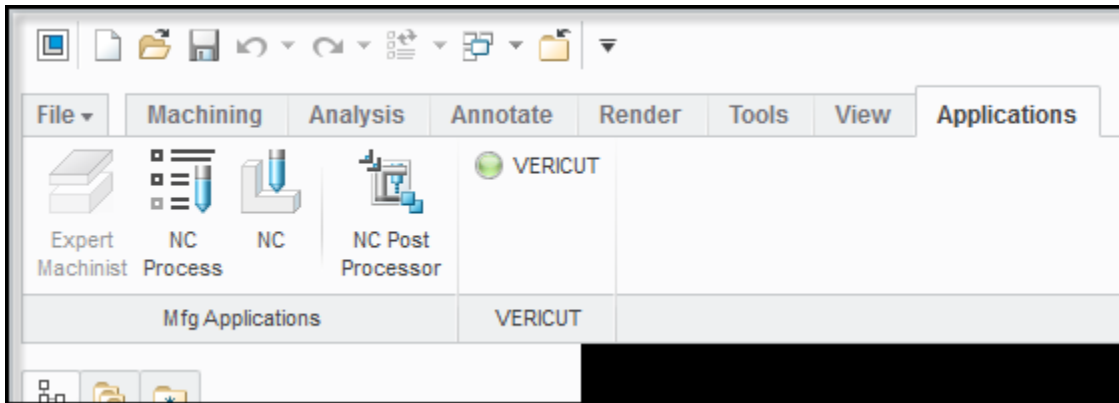 File Machining Analysis Annotate Render Tools View Applications
VERICUT
Expert Machinist
NC Process
NC
NC Post Processor
Mfg Applications
VERICUT